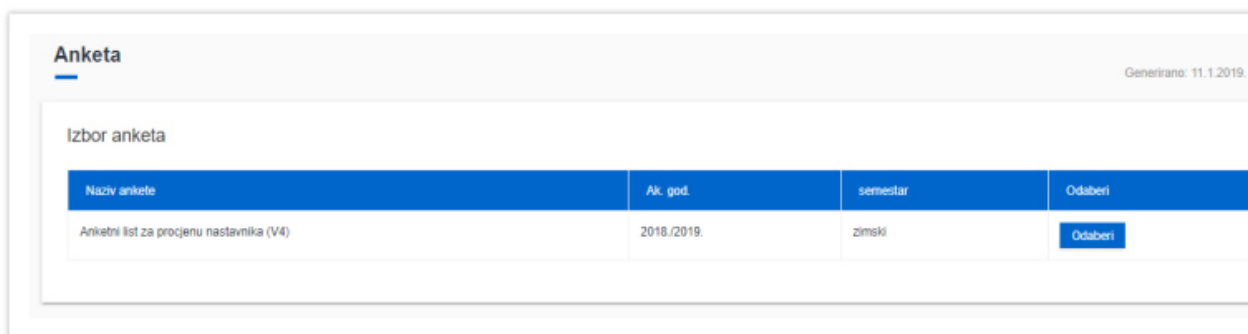 Anketa
Generirano: 11.1.2019.
Izbor anketa
Naziv ankete Ak. god. semestar Odaberi
Anketni list za procjenu nastavnika (V4) 2018./2019. zimski Odaberi